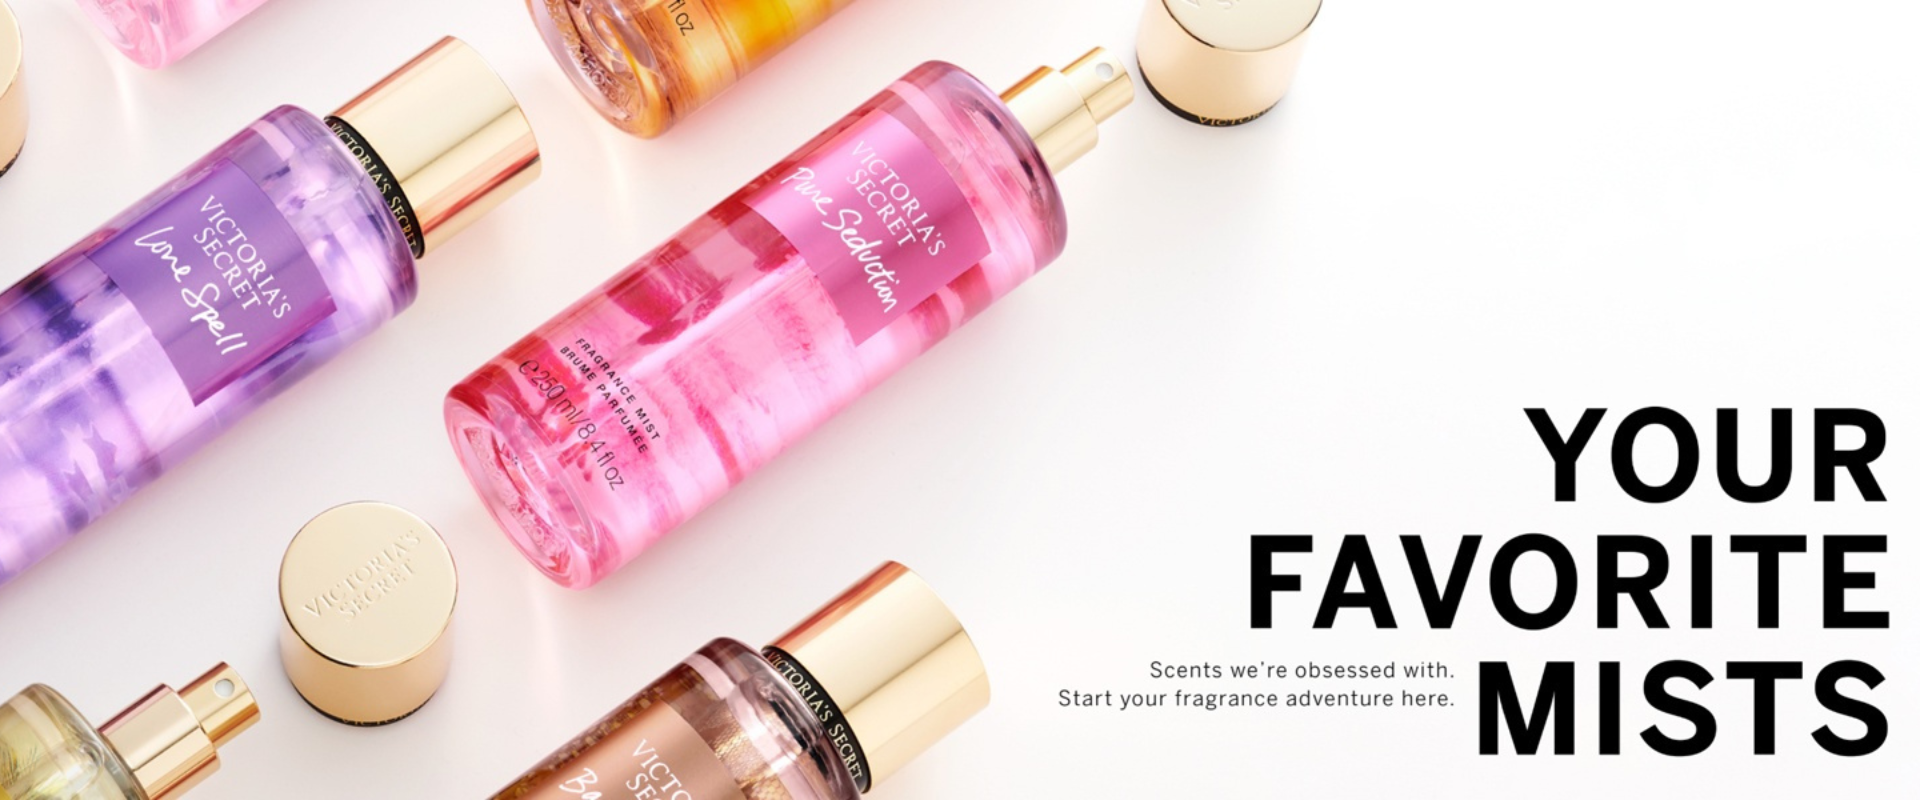 fl oz
VICTORIA'S SECRET
VICTORIA'S
SECRET
Love Spell
VICTORIA'S
SECRET
Pure Seduction
FRAGRANCE MIST
BRUME PARFUMÉE
℮250 ml/8.4 fl oz
VICTORIA'S
SECRET
VICTORIA'S SECRET
YOUR
FAVORITE
MISTS
Scents we're obsessed with.
Start your fragrance adventure here.